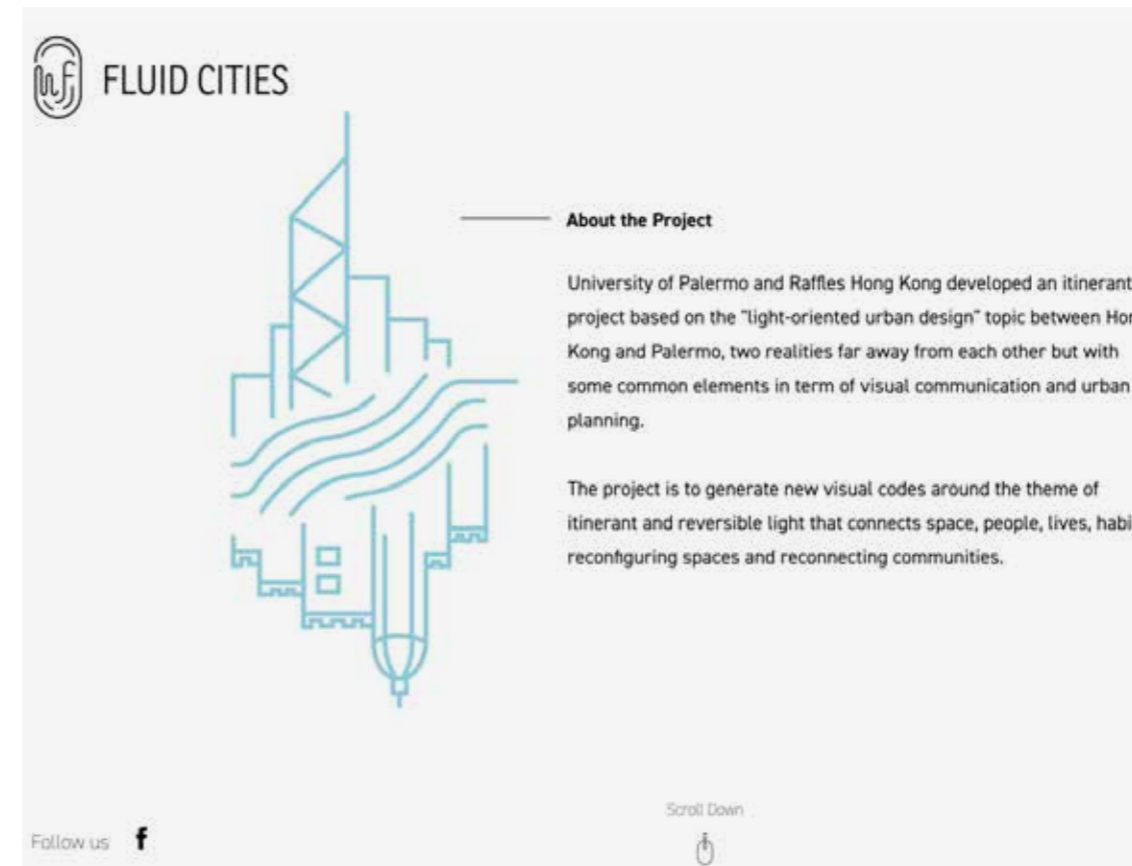 FLUID CITIES
About the Project
University of Palermo and Raffles Hong Kong developed an itinerant
project based on the "light-oriented urban design" topic between
Kong and Palermo, two realities far away from each other but with
some common elements in term of visual communication and urban
planning.
The project is to generate new visual codes around the theme of
itinerant and reversible light that connects space, people, lives,
reconfiguring spaces and reconnecting communities.
Scroll Down
Follow us f